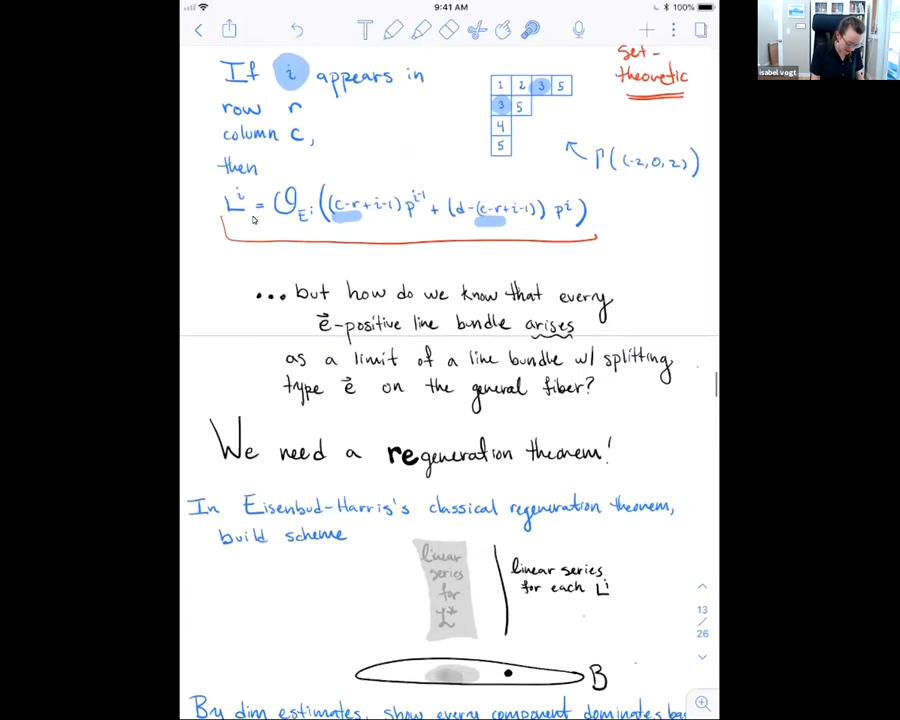 9:41 AM
100%
If i appears in
row r
column c,
then
1 2 3 5
3 5
4
5
set-
theoretic
Γ((-2,0,2))
L^i = O_{E^i}((c-r+i-1)p^{i-1} + (d-(c-r+i-1))p^i)
... but how do we know that every
e⃗-positive line bundle arises
as a limit of a line bundle w/ splitting
type e⃗ on the general fiber?
We need a regeneration theorem!
In Eisenbud-Harris's classical regeneration theorem,
build scheme
linear
series
for
L*
linear series
for each L^i
B
By dim estimates, show every component dominates
isabel vogt
13
/
26